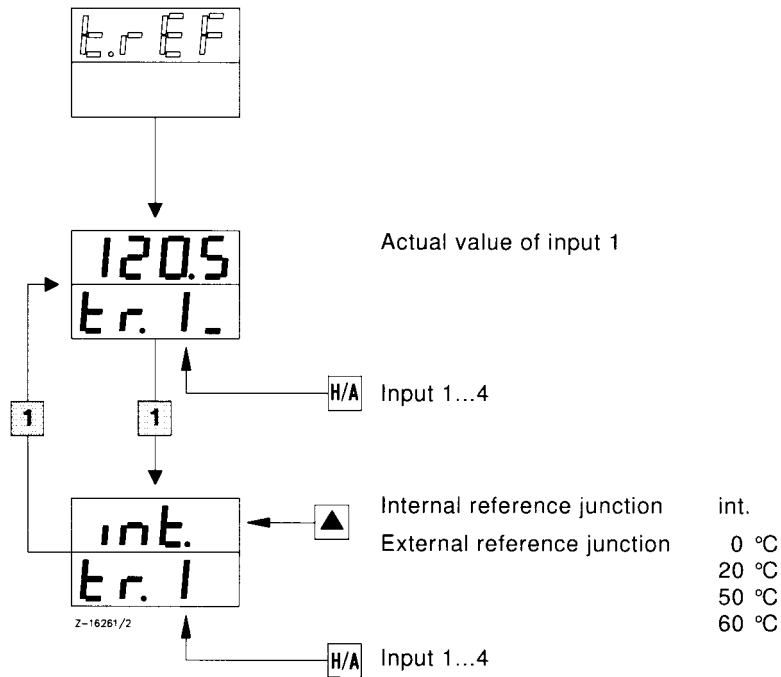 t.rEF
120.5
Actual value of input 1
tr. 1_
H/A Input 1...4
1 1
int.
Internal reference junction int.
External reference junction 0 °C
20 °C
50 °C
60 °C
tr. 1
Z-16261/2
H/A Input 1...4